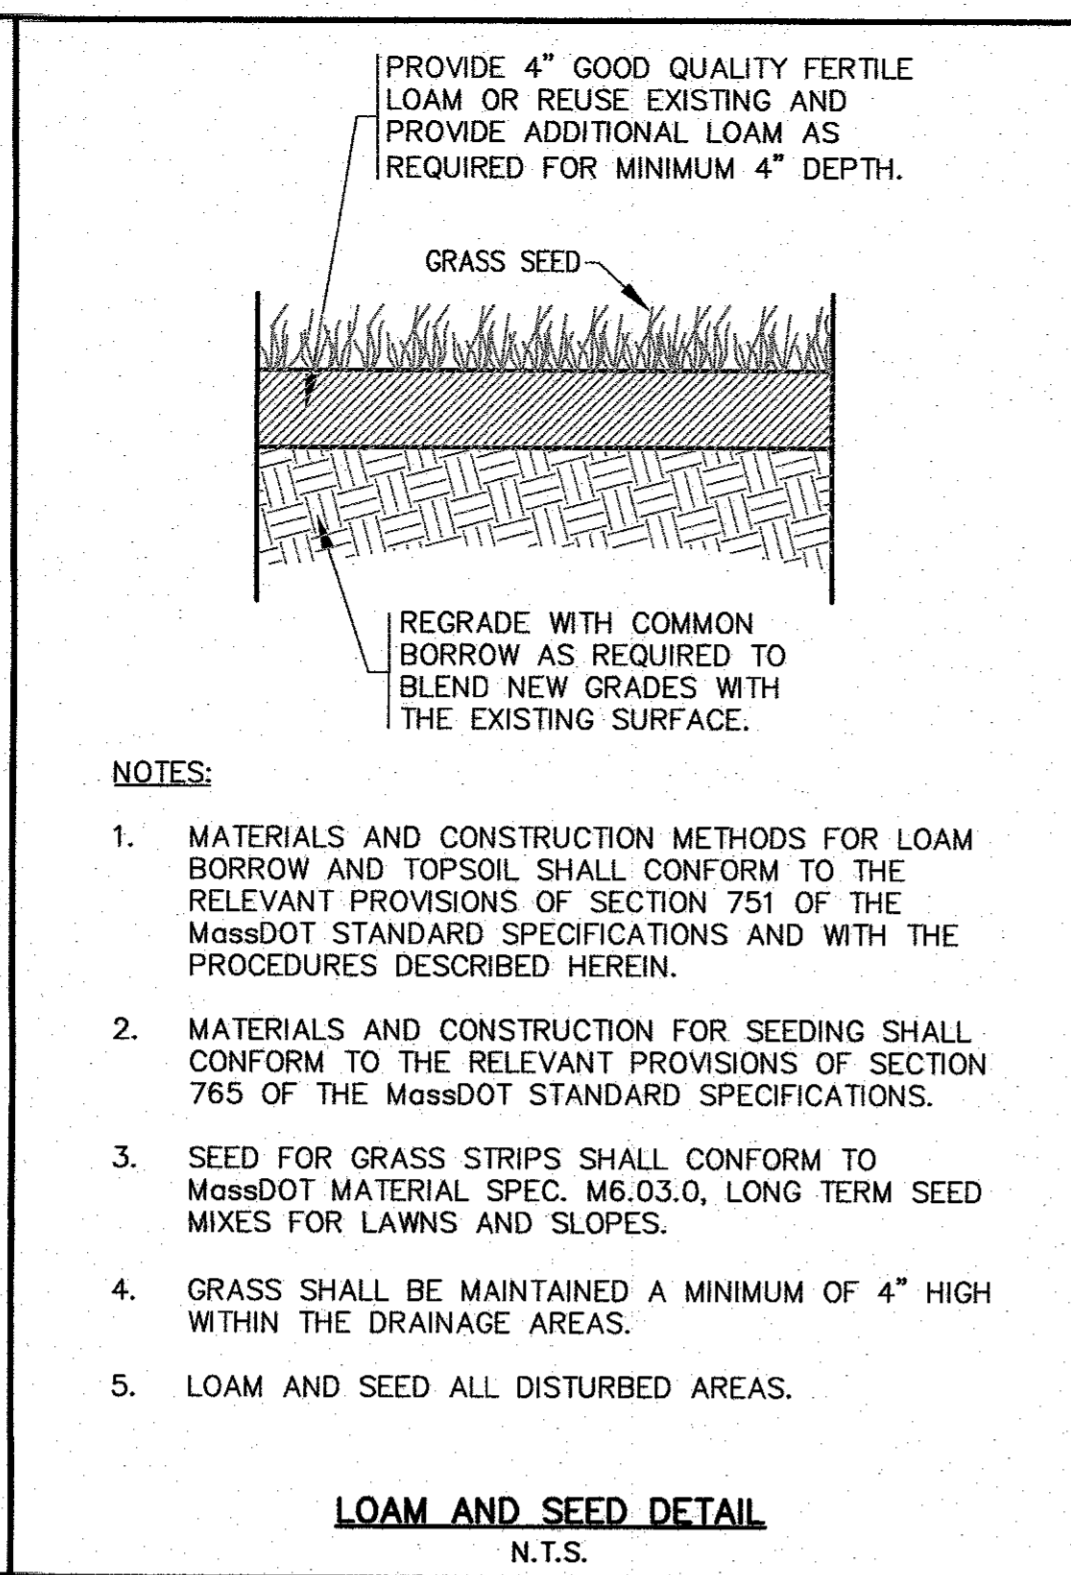 PROVIDE 4" GOOD QUALITY FERTILE
LOAM OR REUSE EXISTING AND
PROVIDE ADDITIONAL LOAM AS
REQUIRED FOR MINIMUM 4" DEPTH.
GRASS SEED
REGRADE WITH COMMON
BORROW AS REQUIRED TO
BLEND NEW GRADES WITH
THE EXISTING SURFACE.
NOTES:
1. MATERIALS AND CONSTRUCTION METHODS FOR LOAM
BORROW AND TOPSOIL SHALL CONFORM TO THE
RELEVANT PROVISIONS OF SECTION 751 OF THE
MassDOT STANDARD SPECIFICATIONS AND WITH THE
PROCEDURES DESCRIBED HEREIN.
2. MATERIALS AND CONSTRUCTION FOR SEEDING SHALL
CONFORM TO THE RELEVANT PROVISIONS OF SECTION
765 OF THE MassDOT STANDARD SPECIFICATIONS.
3. SEED FOR GRASS STRIPS SHALL CONFORM TO
MassDOT MATERIAL SPEC. M6.03.0, LONG TERM SEED
MIXES FOR LAWNS AND SLOPES.
4. GRASS SHALL BE MAINTAINED A MINIMUM OF 4" HIGH
WITHIN THE DRAINAGE AREAS.
5. LOAM AND SEED ALL DISTURBED AREAS.
LOAM AND SEED DETAIL
N.T.S.